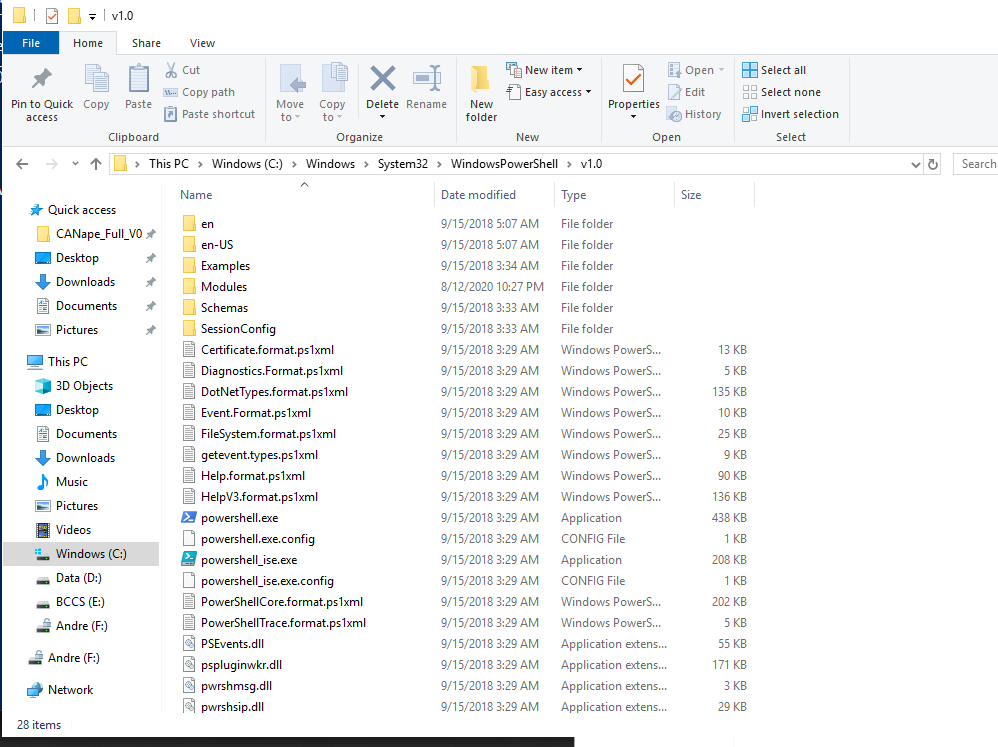 v1.0
File Home Share View
Pin to Quick access
Copy
Paste
Cut
Copy path
Paste shortcut
Clipboard
Move to
Copy to
Delete
Rename
Organize
New folder
New item
Easy access
New
Properties
Open
Edit
History
Open
Select all
Select none
Invert selection
Select
This PC > Windows (C:) > Windows > System32 > WindowsPowerShell > v1.0
Search
Quick access
CANape_Full_V0
Desktop
Downloads
Documents
Pictures
This PC
3D Objects
Desktop
Documents
Downloads
Music
Pictures
Videos
Windows (C:)
Data (D:)
BCCS (E:)
Andre (F:)
Andre (F:)
Network
Name Date modified Type Size
en 9/15/2018 5:07 AM File folder
en-US 9/15/2018 5:07 AM File folder
Examples 9/15/2018 3:34 AM File folder
Modules 8/12/2020 10:27 PM File folder
Schemas 9/15/2018 3:33 AM File folder
SessionConfig 9/15/2018 3:33 AM File folder
Certificate.format.ps1xml 9/15/2018 3:29 AM Windows PowerS... 13 KB
Diagnostics.Format.ps1xml 9/15/2018 3:29 AM Windows PowerS... 5 KB
DotNetTypes.format.ps1xml 9/15/2018 3:29 AM Windows PowerS... 135 KB
Event.Format.ps1xml 9/15/2018 3:29 AM Windows PowerS... 10 KB
FileSystem.format.ps1xml 9/15/2018 3:29 AM Windows PowerS... 25 KB
getevent.types.ps1xml 9/15/2018 3:29 AM Windows PowerS... 9 KB
Help.format.ps1xml 9/15/2018 3:29 AM Windows PowerS... 90 KB
HelpV3.format.ps1xml 9/15/2018 3:29 AM Windows PowerS... 136 KB
powershell.exe 9/15/2018 3:29 AM Application 438 KB
powershell.exe.config 9/15/2018 3:29 AM CONFIG File 1 KB
powershell_ise.exe 9/15/2018 3:29 AM Application 208 KB
powershell_ise.exe.config 9/15/2018 3:29 AM CONFIG File 1 KB
PowerShellCore.format.ps1xml 9/15/2018 3:29 AM Windows PowerS... 202 KB
PowerShellTrace.format.ps1xml 9/15/2018 3:29 AM Windows PowerS... 5 KB
PSEvents.dll 9/15/2018 3:29 AM Application extens... 55 KB
pspluginwkr.dll 9/15/2018 3:29 AM Application extens... 171 KB
pwrshmsg.dll 9/15/2018 3:29 AM Application extens... 3 KB
pwrshsip.dll 9/15/2018 3:29 AM Application extens... 29 KB
28 items